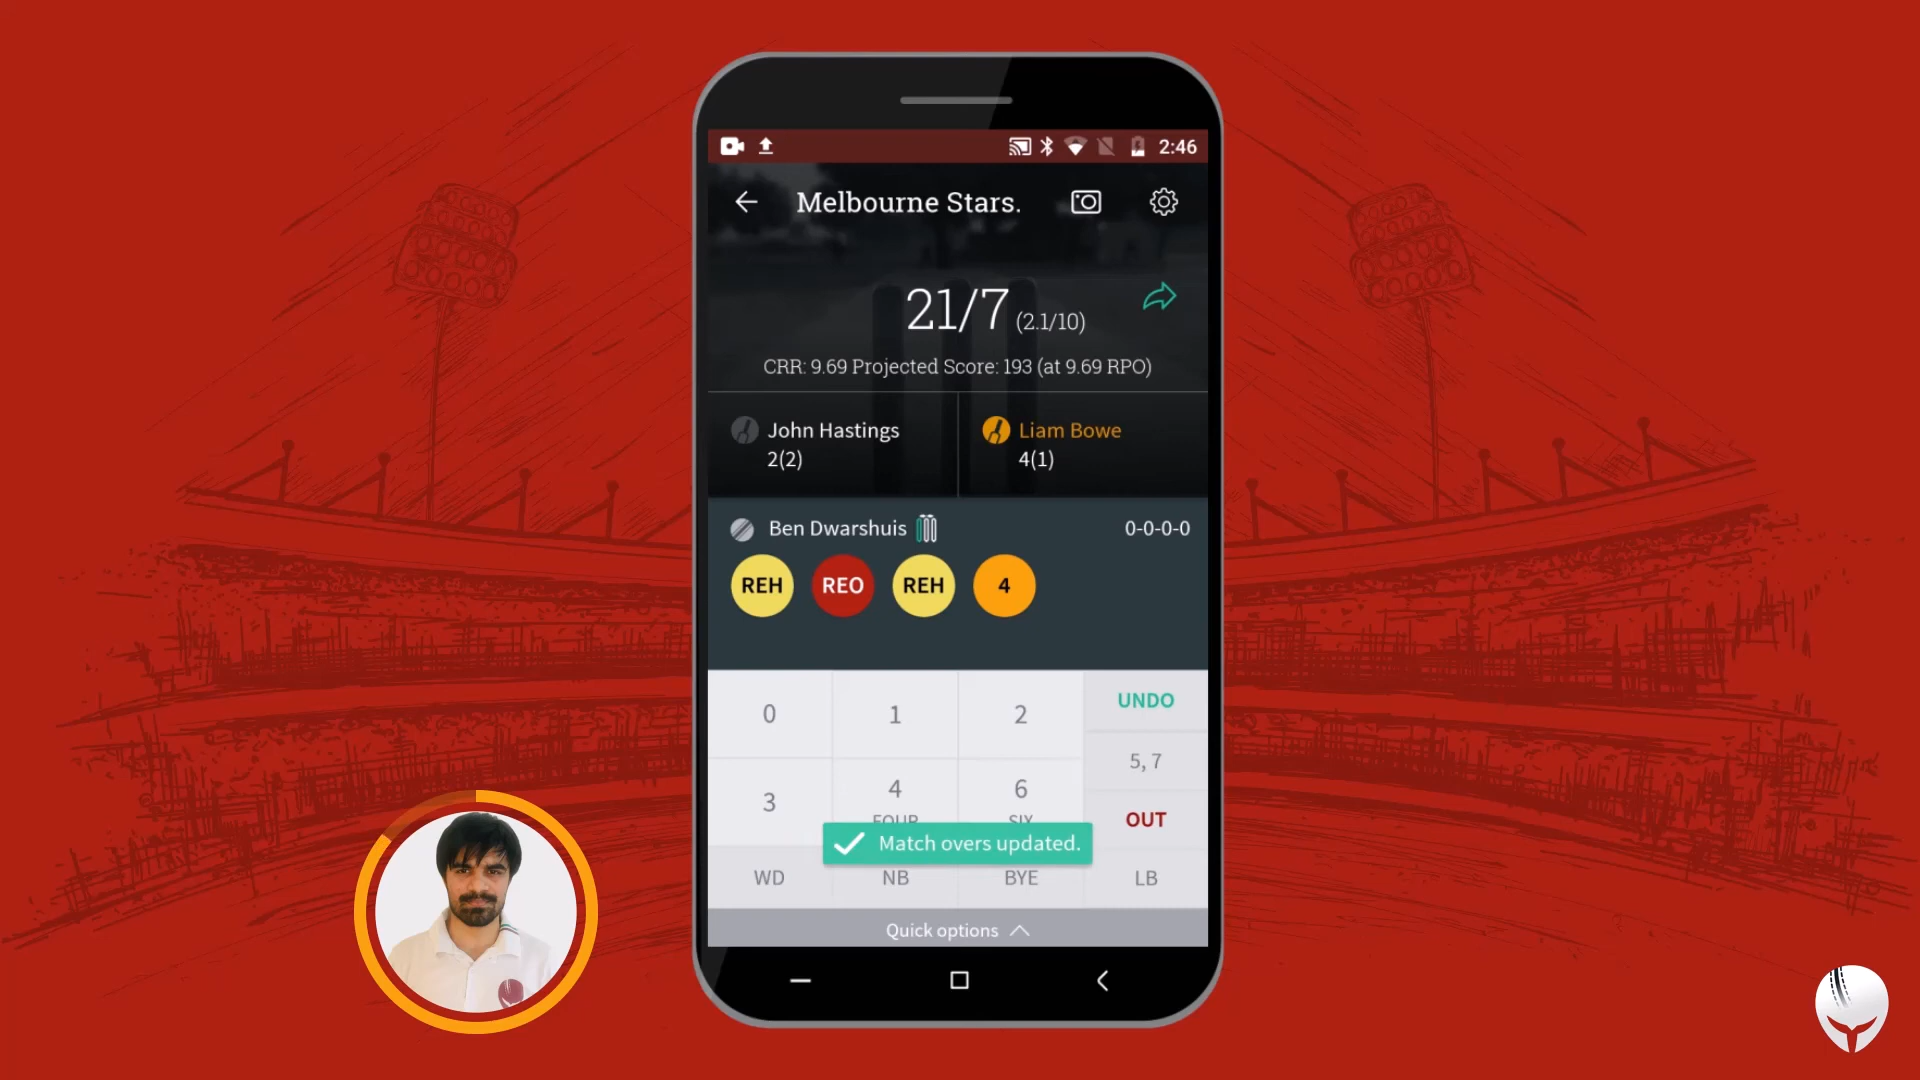 2:46
Melbourne Stars.
21/7 (2.1/10)
CRR: 9.69 Projected Score: 193 (at 9.69 RPO)
John Hastings
2(2)
Liam Bowe
4(1)
Ben Dwarshuis
0-0-0-0
REH REO REH 4
0 1 2 UNDO
5, 7
3 4 6
FOUR SIX
OUT
Match overs updated.
WD NB BYE LB
Quick options